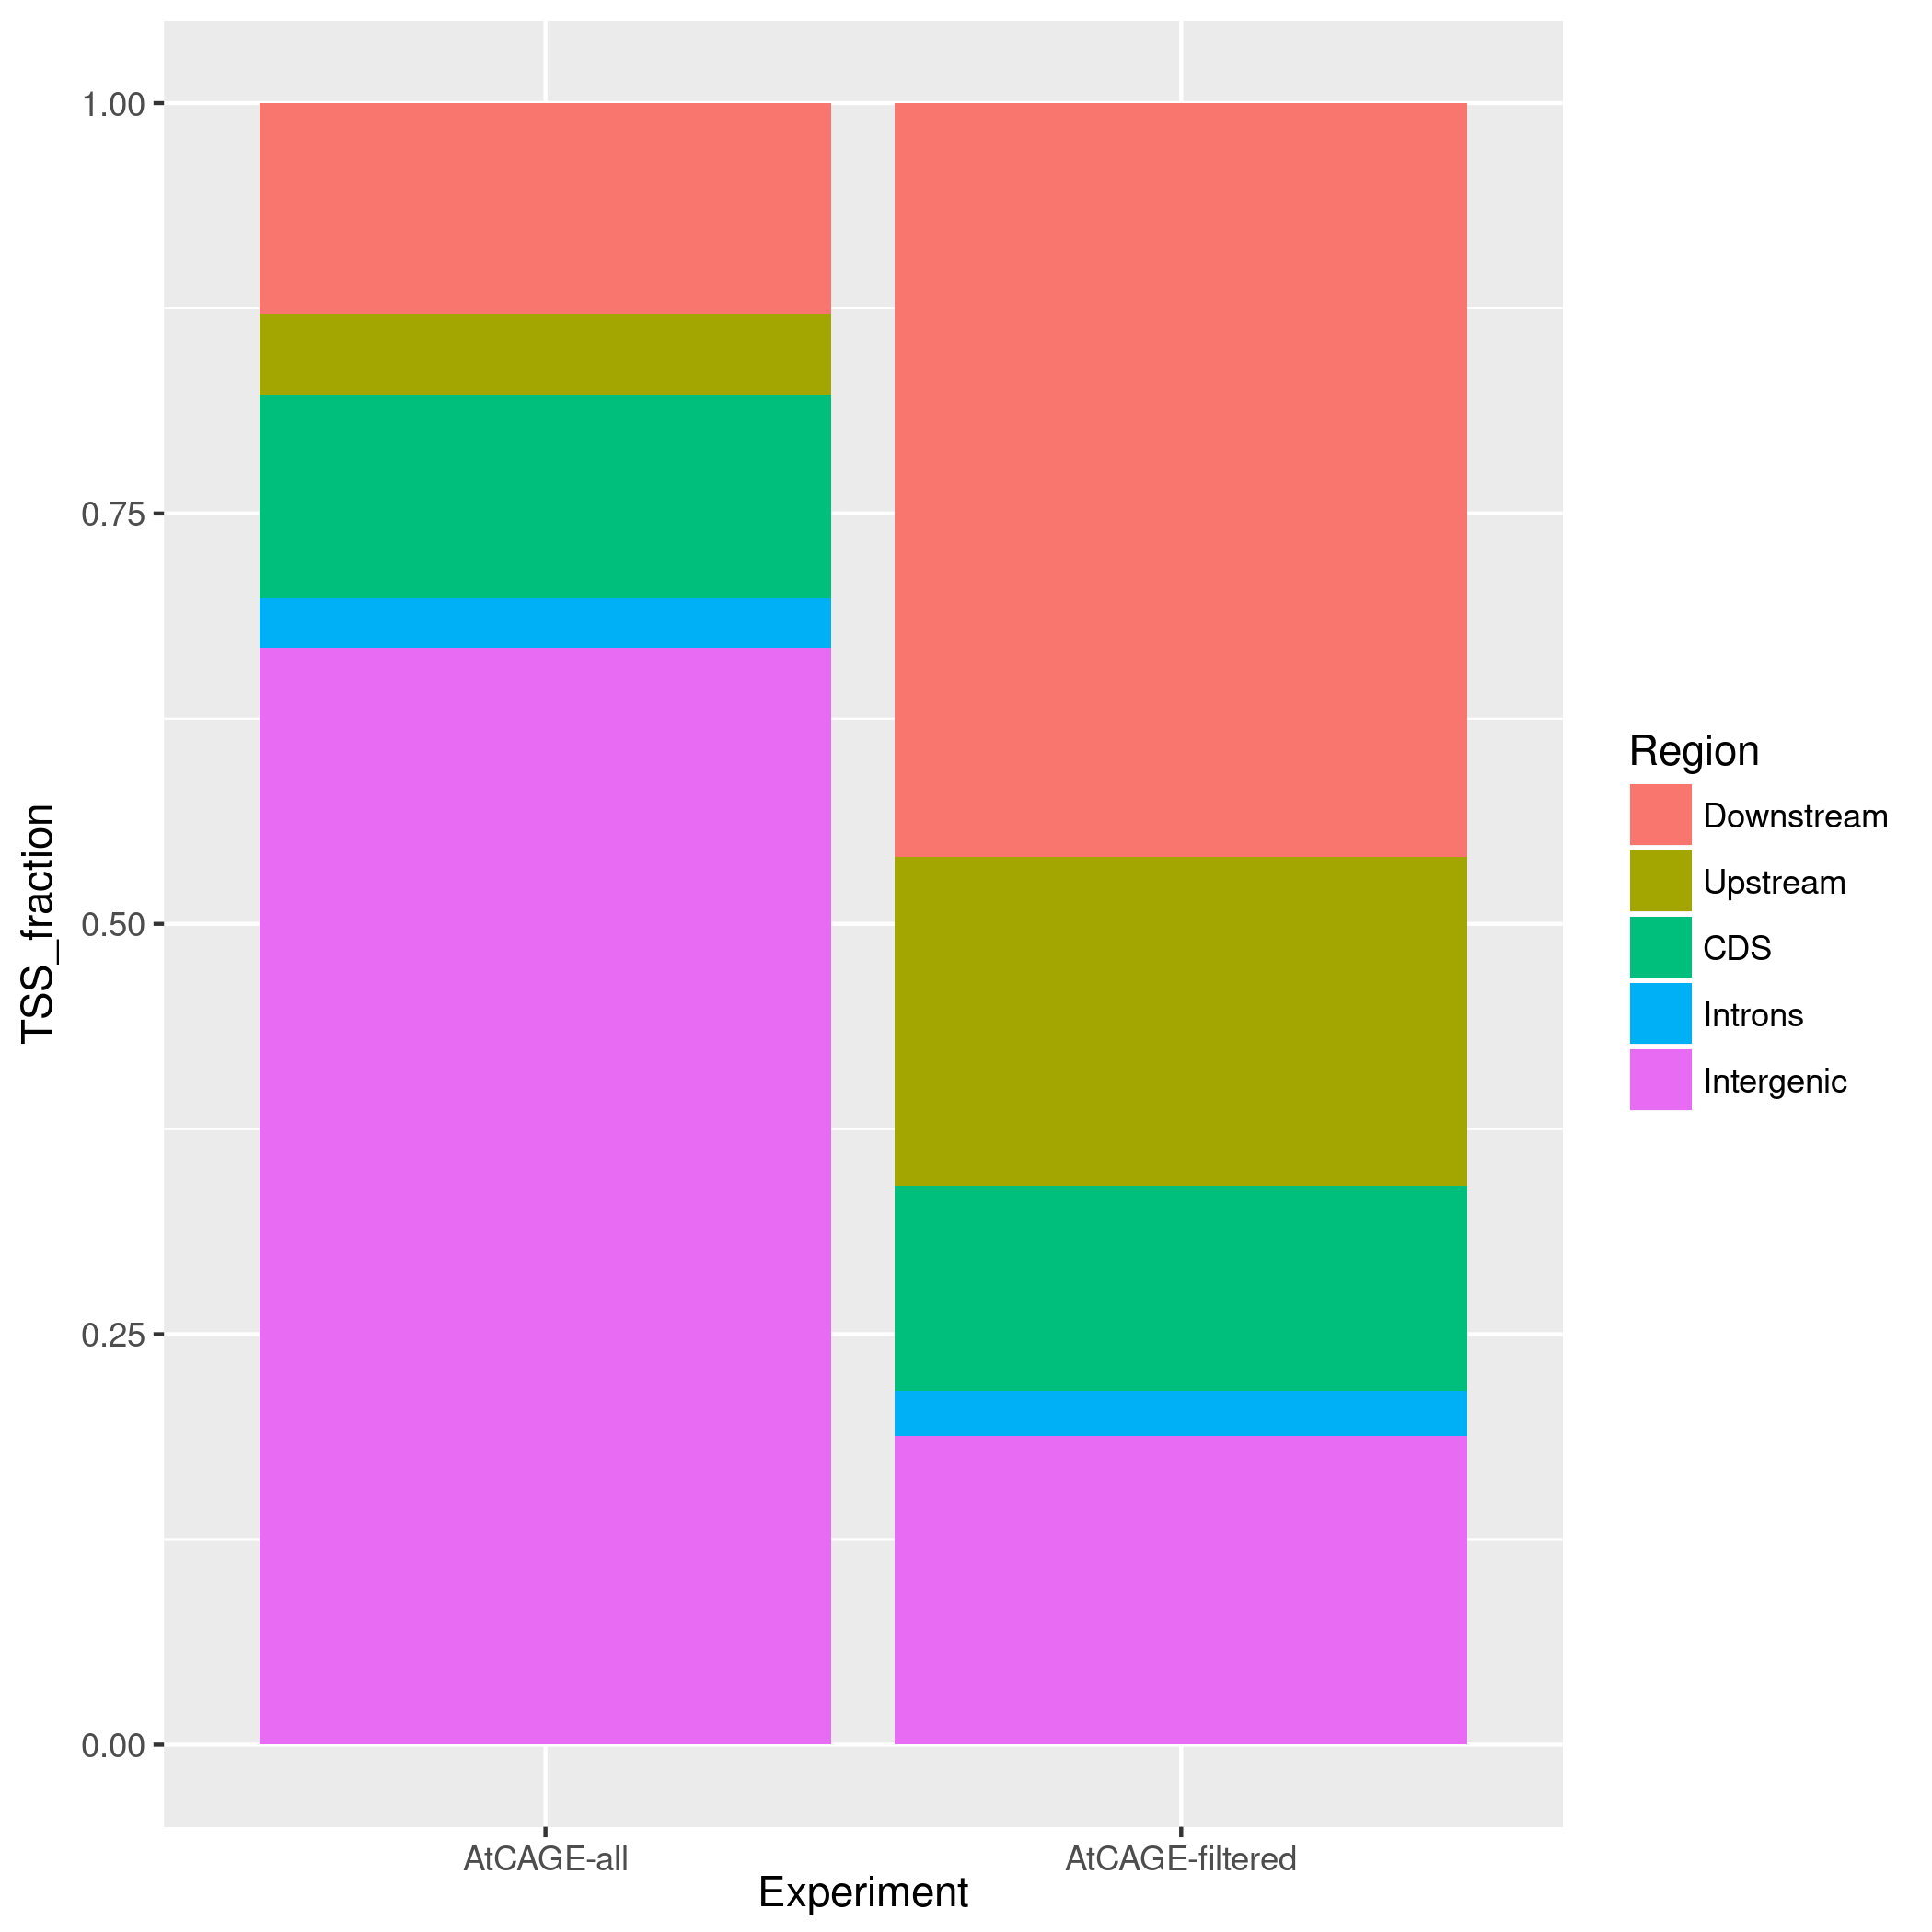 TSS_fraction
1.00
0.75
0.50
0.25
0.00
AtCAGE-all
AtCAGE-filtered
Experiment
Region
Downstream
Upstream
CDS
Introns
Intergenic